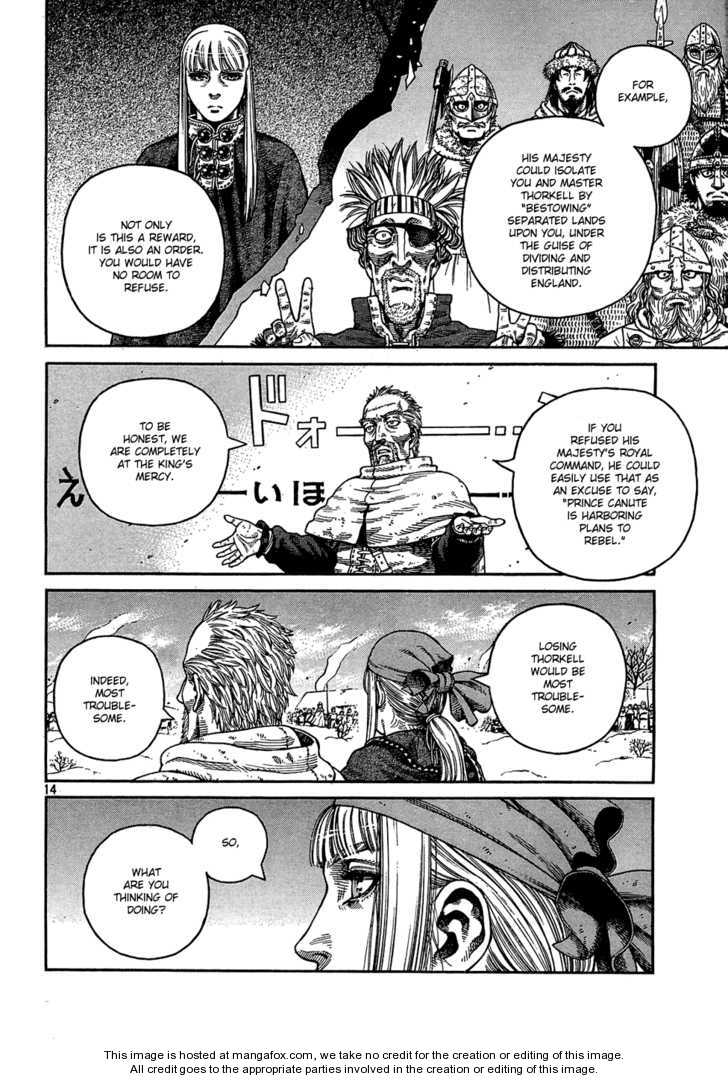 FOR
EXAMPLE,
HIS MAJESTY
COULD ISOLATE
YOU AND MASTER
THORKELL BY
"BESTOWING"
SEPARATED LANDS
UPON YOU, UNDER
THE GUISE OF
DIVIDING AND
DISTRIBUTING
ENGLAND.
NOT ONLY
IS THIS A REWARD,
IT IS ALSO AN ORDER.
YOU WOULD HAVE
NO ROOM TO
REFUSE.
IF YOU
REFUSED HIS
MAJESTY'S ROYAL
COMMAND, HE COULD
EASILY USE THAT AS
AN EXCUSE TO SAY,
"PRINCE CANUTE
IS HARBORING
PLANS TO
REBEL."
ドォー
TO BE
HONEST, WE
ARE COMPLETELY
AT THE KING'S
MERCY.
えーいほー
LOSING
THORKELL
WOULD BE
MOST
TROUBLE-
SOME.
INDEED,
MOST
TROUBLE-
SOME.
14
SO,
WHAT
ARE YOU
THINKING OF
DOING?
This image is hosted at mangafox.com, we take no credit for the creation or editing of this image.
All credit goes to the appropriate parties involved in the creation or editing of this image.